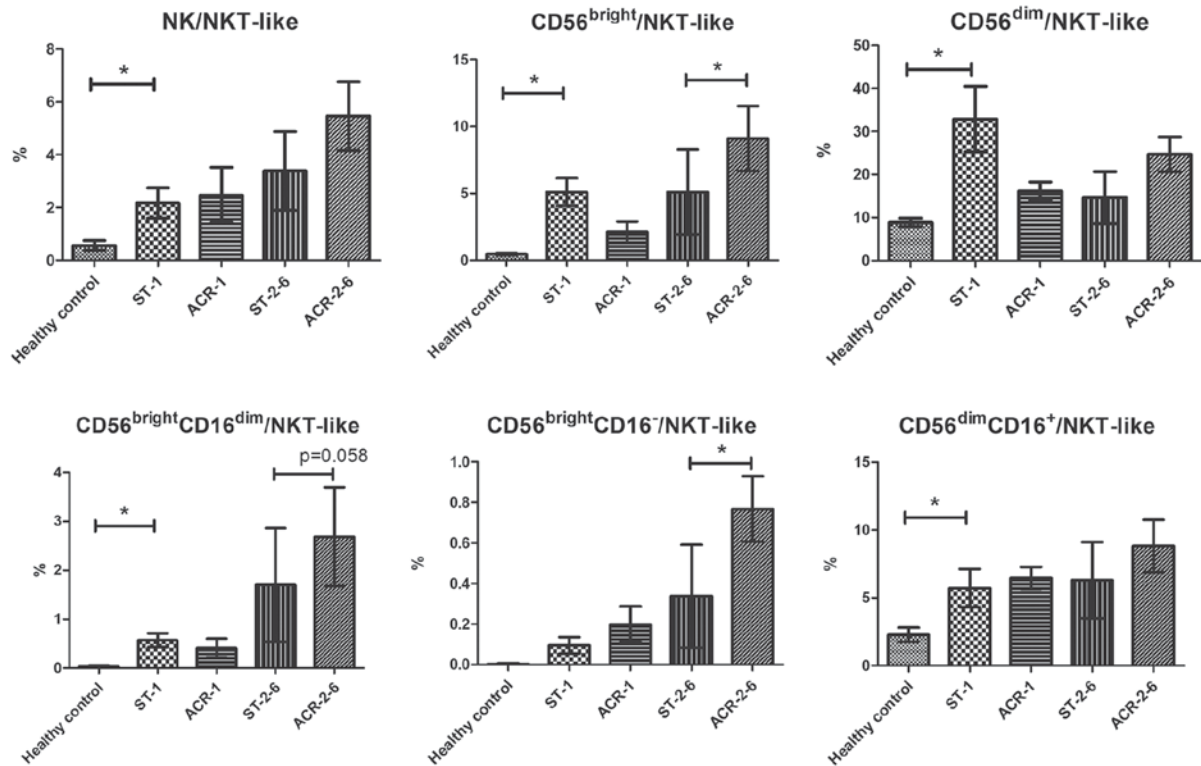 NK/NKT-like
8
6
4
2
0
%
*
Healthy control
ST-1
ACR-1
ST-2-6
ACR-2-6
CD56bright/NKT-like
15
10
5
0
%
*
*
Healthy control
ST-1
ACR-1
ST-2-6
ACR-2-6
CD56dim/NKT-like
50
40
30
20
10
0
%
*
Healthy control
ST-1
ACR-1
ST-2-6
ACR-2-6
CD56brightCD16dim/NKT-like
4
3
2
1
0
%
*
p=0.058
Healthy control
ST-1
ACR-1
ST-2-6
ACR-2-6
CD56brightCD16-/NKT-like
1.0
0.8
0.6
0.4
0.2
0.0
%
*
Healthy control
ST-1
ACR-1
ST-2-6
ACR-2-6
CD56dimCD16+/NKT-like
15
10
5
0
%
*
Healthy control
ST-1
ACR-1
ST-2-6
ACR-2-6